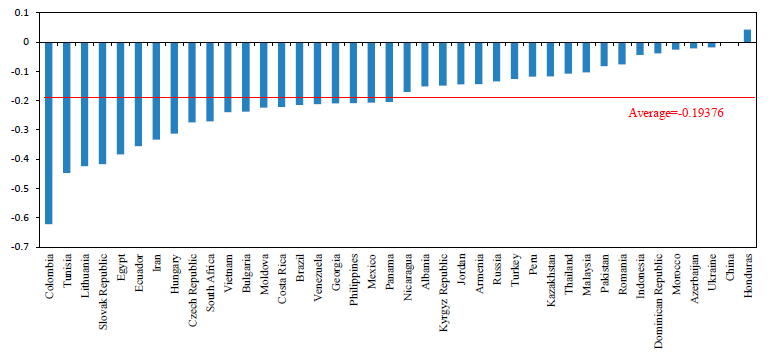 0.1
0
-0.1
-0.2
-0.3
-0.4
-0.5
-0.6
-0.7
Average=-0.19376
Colombia
Tunisia
Lithuania
Slovak Republic
Egypt
Ecuador
Iran
Hungary
Czech Republic
South Africa
Vietnam
Bulgaria
Moldova
Costa Rica
Brazil
Venezuela
Georgia
Philippines
Mexico
Panama
Nicaragua
Albania
Kyrgyz Republic
Jordan
Armenia
Russia
Turkey
Peru
Kazakhstan
Thailand
Malaysia
Pakistan
Romania
Indonesia
Dominican Republic
Morocco
Azerbaijan
Ukraine
China
Honduras